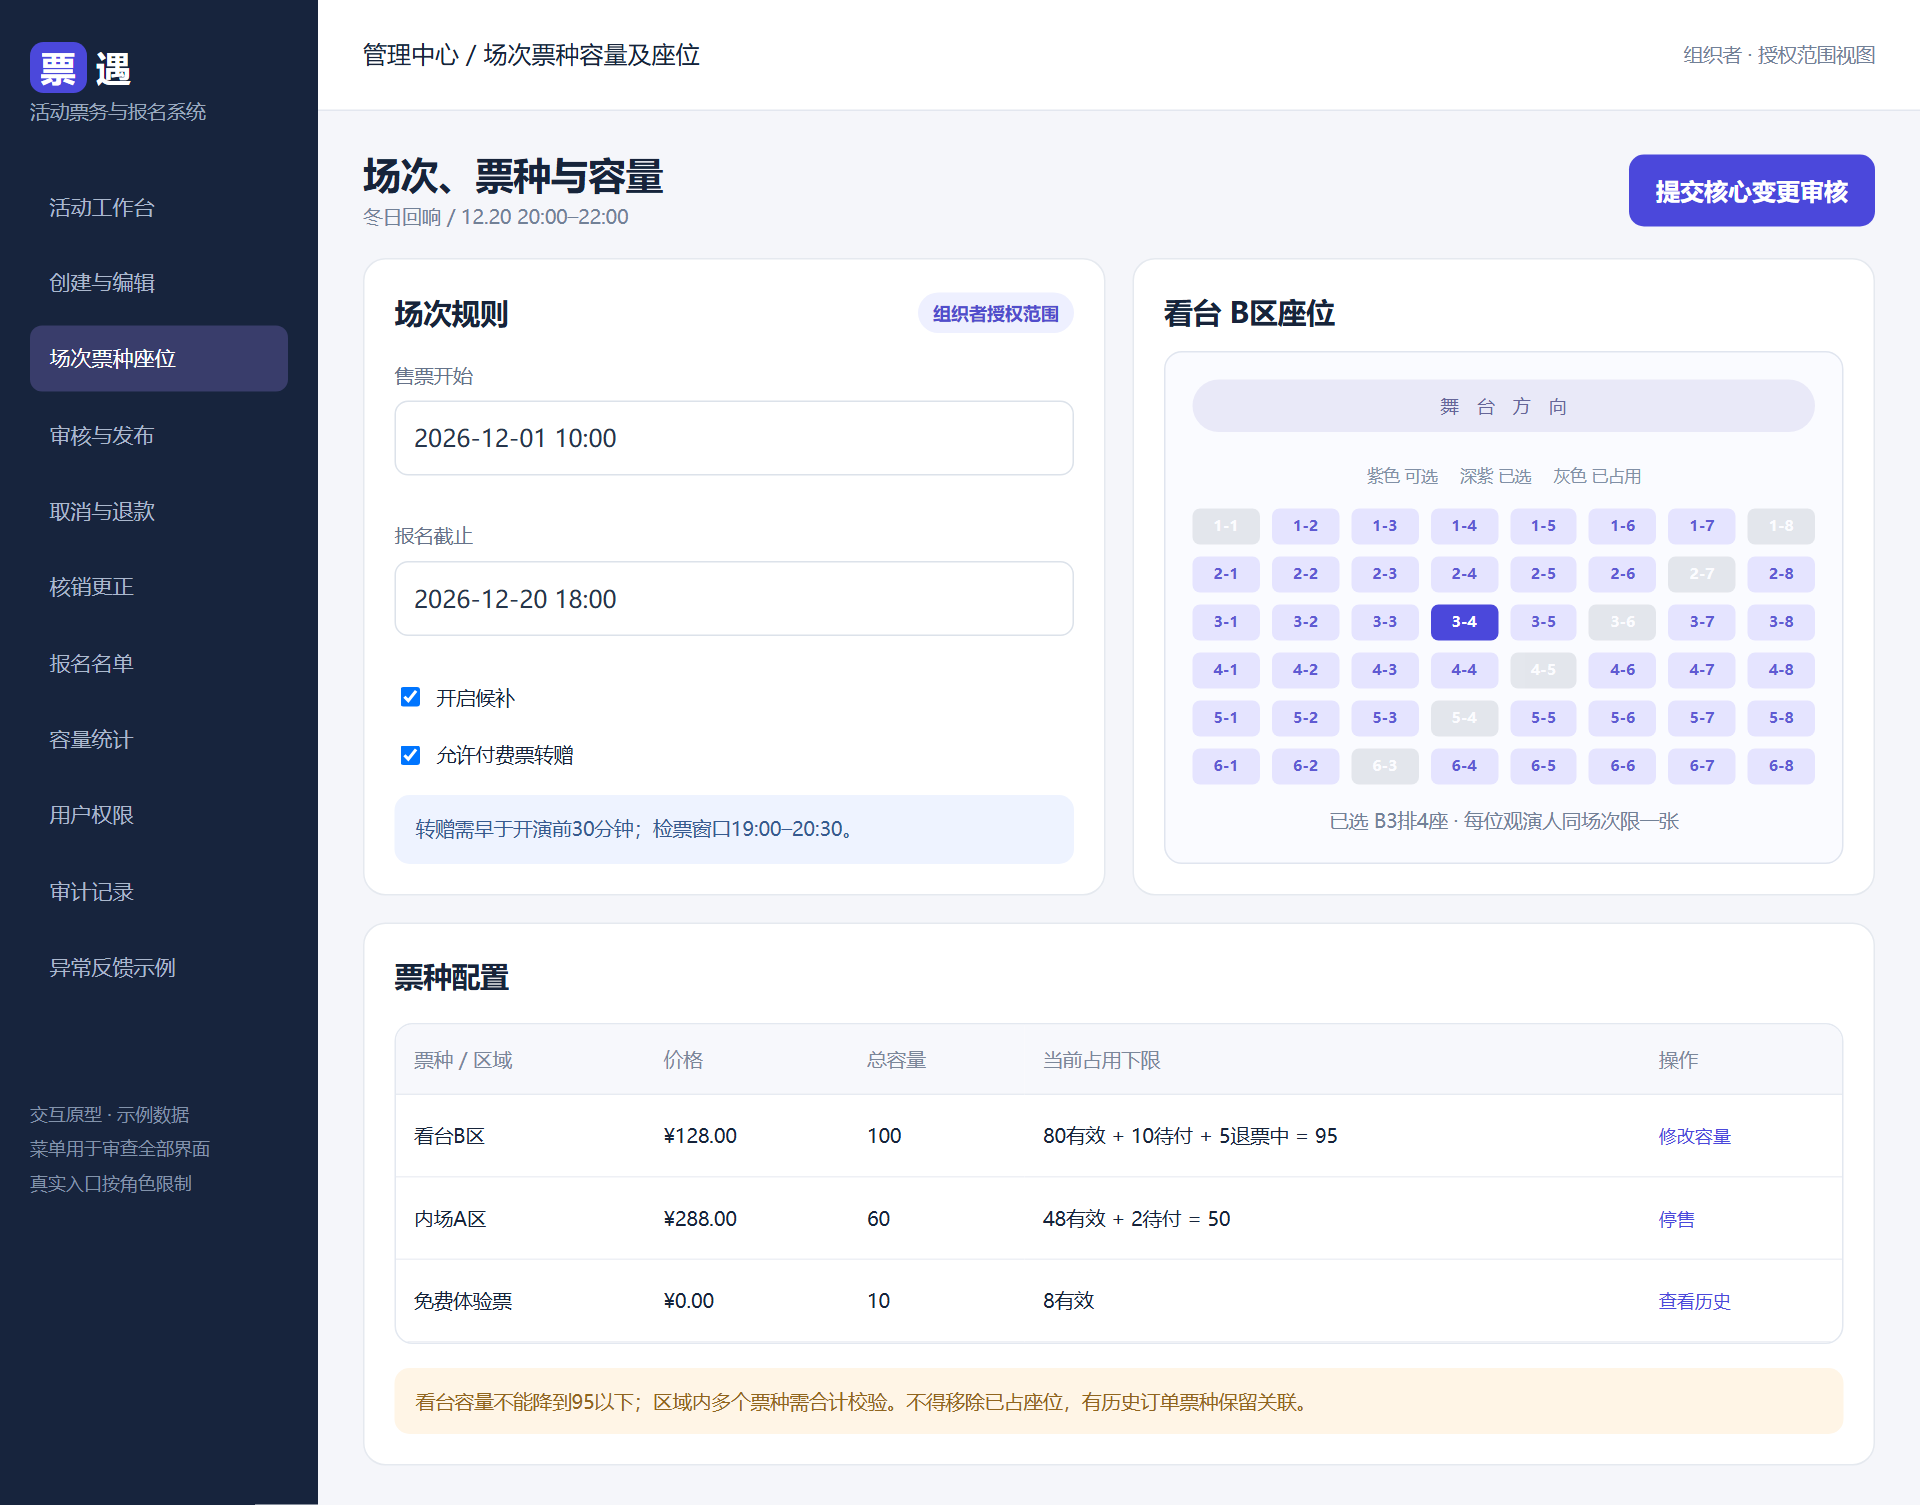 票 遇
活动票务与报名系统
活动工作台
创建与编辑
场次票种座位
审核与发布
取消与退款
核销更正
报名名单
容量统计
用户权限
审计记录
异常反馈示例
交互原型 · 示例数据
菜单用于审查全部界面
真实入口按角色限制
管理中心 / 场次票种容量及座位
组织者 · 授权范围视图
场次、票种与容量
冬日回响 / 12.20 20:00–22:00
提交核心变更审核
场次规则
组织者授权范围
售票开始
2026-12-01 10:00
报名截止
2026-12-20 18:00
开启候补
允许付费票转赠
转赠需早于开演前30分钟；检票窗口19:00–20:30。
看台 B区座位
舞 台 方 向
紫色 可选 深紫 已选 灰色 已占用
1-1 1-2 1-3 1-4 1-5 1-6 1-7 1-8
2-1 2-2 2-3 2-4 2-5 2-6 2-7 2-8
3-1 3-2 3-3 3-4 3-5 3-6 3-7 3-8
4-1 4-2 4-3 4-4 4-5 4-6 4-7 4-8
5-1 5-2 5-3 5-4 5-5 5-6 5-7 5-8
6-1 6-2 6-3 6-4 6-5 6-6 6-7 6-8
已选 B3排4座 · 每位观演人同场次限一张
票种配置
票种 / 区域 价格 总容量 当前占用下限 操作
看台B区 ¥128.00 100 80有效 + 10待付 + 5退票中 = 95 修改容量
内场A区 ¥288.00 60 48有效 + 2待付 = 50 停售
免费体验票 ¥0.00 10 8有效 查看历史
看台容量不能降到95以下；区域内多个票种需合计校验。不得移除已占座位，有历史订单票种保留关联。